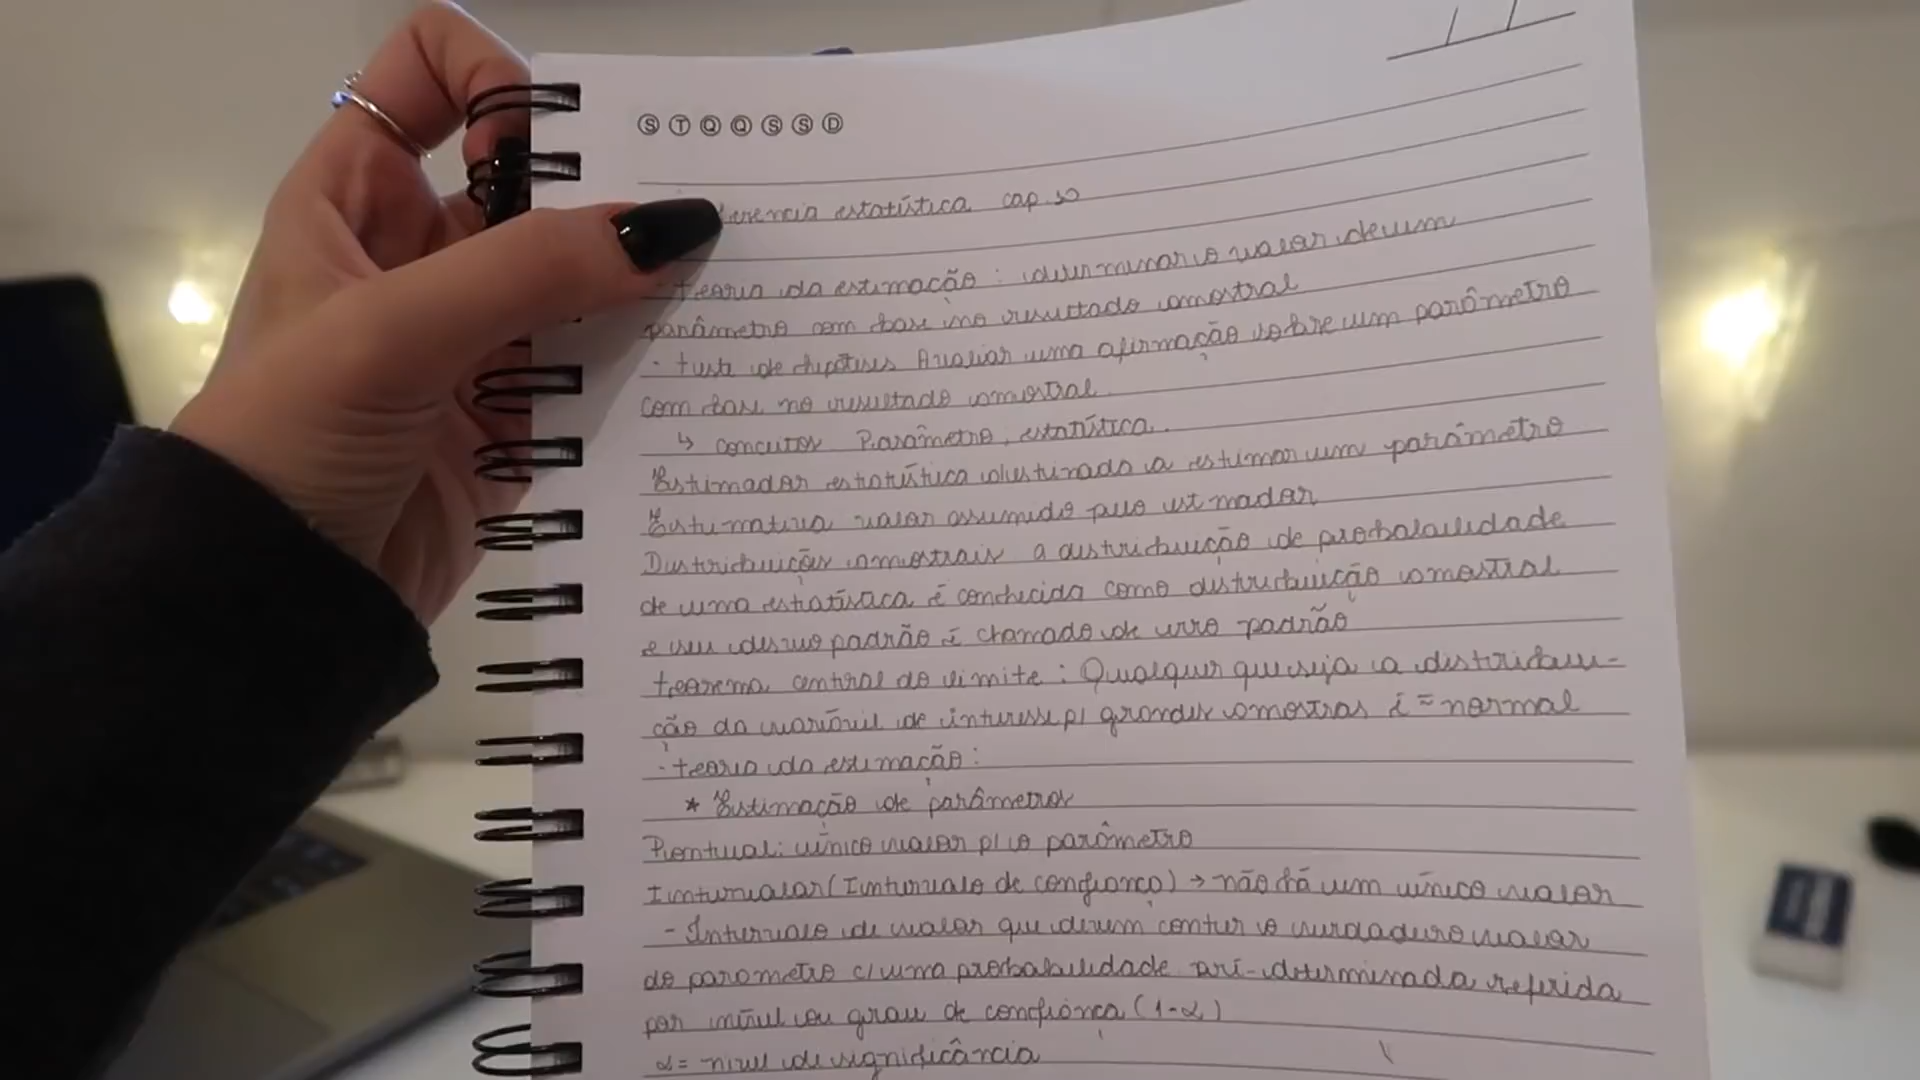 S T Q Q S S D
estatística cap. 10
· teoria da estimação: determinar o valor de um
parâmetro com base no resultado amostral
· teste de hipóteses Avaliar uma afirmação sobre um parâmetro
com base no resultado amostral.
↳ conceitos Parâmetro, estatística.
Estimador estatística destinado a estimar um parâmetro
Estimativa valor assumido pelo estimador
Distribuições amostrais a distribuição de probabilidade
de uma estatística é conhecida como distribuição amostral
e seu desvio padrão é chamado de erro padrão
teorema central do limite: Qualquer que seja a distribui-
ção da variável de interesse p/ grandes amostras é ≈ normal
· teoria da estimação:
* Estimação de parâmetros
Pontual: único valor p/ o parâmetro
Intervalar (Intervalo de confiança) → não há um único valor
- Intervalo de valor que devem conter o verdadeiro valor
do parametro c/ uma probabilidade pré-determinada referida
por nível ou grau de confiança (1-α)
α = nível de significância